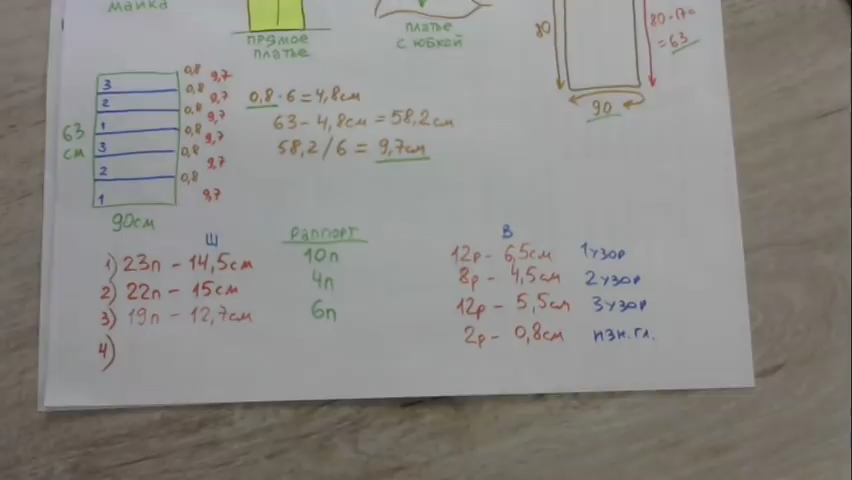 майка
прямое
платье
платье
с юбкой
80
80-17=
=63
90
63
см
3
2
1
3
2
1
0,8
0,8
0,8
0,8
0,8
0,8
9,7
9,7
9,7
9,7
9,7
9,7
90см
0,8 · 6 = 4,8см
63 - 4,8см = 58,2см
58,2 / 6 = 9,7см
Ш
Раппорт
В
1) 23п - 14,5см 10п
2) 22п - 15см 4п
3) 19п - 12,7см 6п
4)
12р - 6,5см 1узор
8р - 4,5см 2узор
12р - 5,5см 3узор
2р - 0,8см изн.гл.